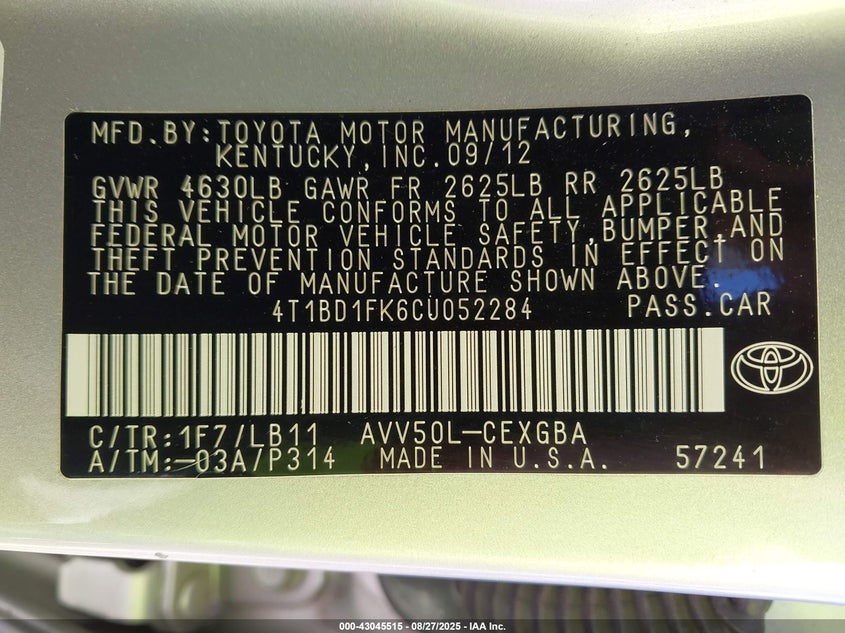 MFD.BY:TOYOTA MOTOR MANUFACTURING,
KENTUCKY,INC.09/12
GVWR 4630LB GAWR FR 2625LB RR 2625LB
THIS VEHICLE CONFORMS TO ALL APPLICABLE
FEDERAL MOTOR VEHICLE SAFETY,BUMPER,AND
THEFT PREVENTION STANDARDS IN EFFECT ON
THE DATE OF MANUFACTURE SHOWN ABOVE.
4T1BD1FK6CU052284 PASS.CAR
C/TR:1F7/LB11 AVV50L-CEXGBA
A/TM:-03A/P314 MADE IN U.S.A. 57241
000-43045515 - 08/27/2025 - IAA Inc.